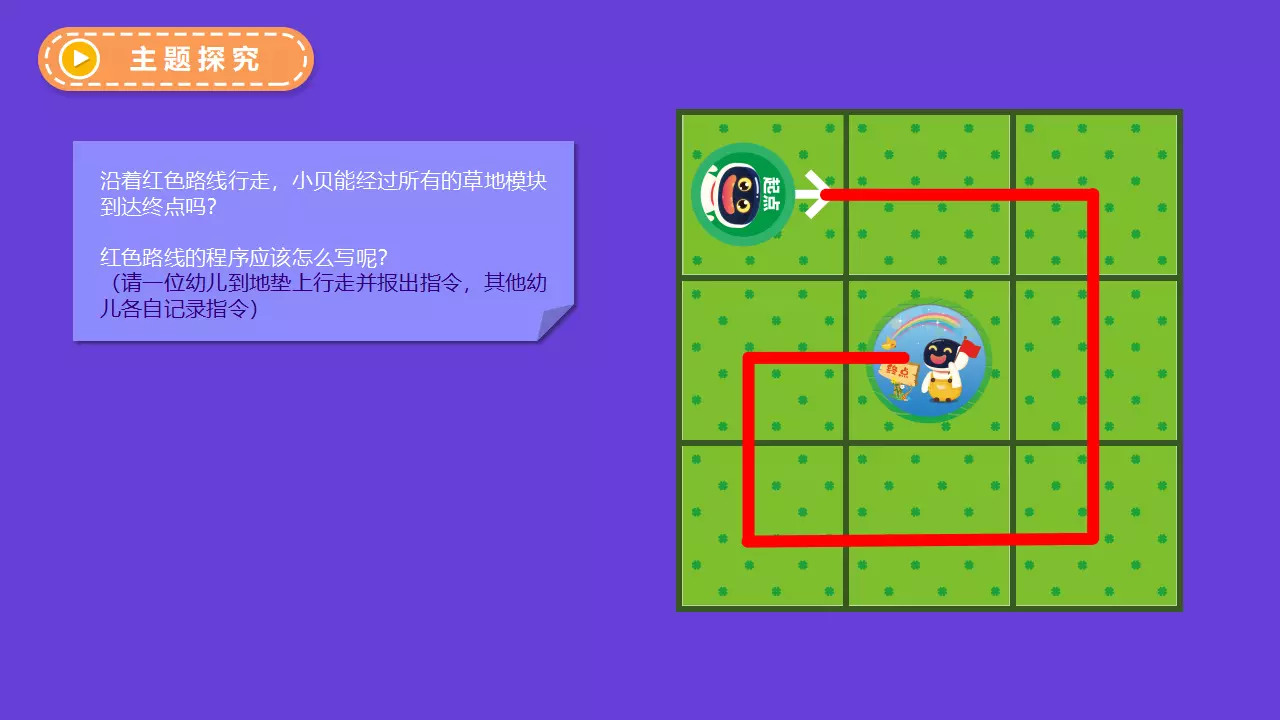 主题探究
沿着红色路线行走，小贝能经过所有的草地模块
到达终点吗？
红色路线的程序应该怎么写呢？
（请一位幼儿到地垫上行走并报出指令，其他幼
儿各自记录指令）
起点
终点